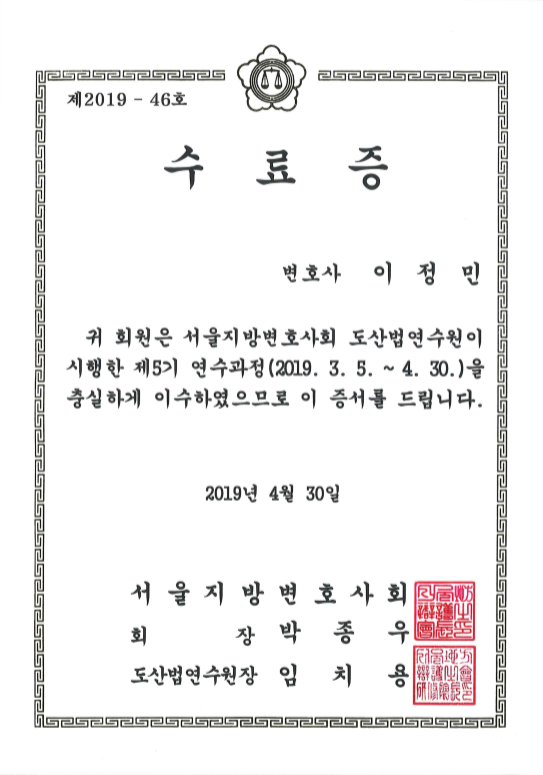 제2019 - 46호
수 료 증
변호사 이 정 민
귀 회원은 서울지방변호사회 도산법연수원이
시행한 제5기 연수과정(2019. 3. 5. ~ 4. 30.)을
충실하게 이수하였으므로 이 증서를 드립니다.
2019년 4월 30일
서 울 지 방 변 호 사 회
회 장 박 종 우
도산법연수원장 임 치 용